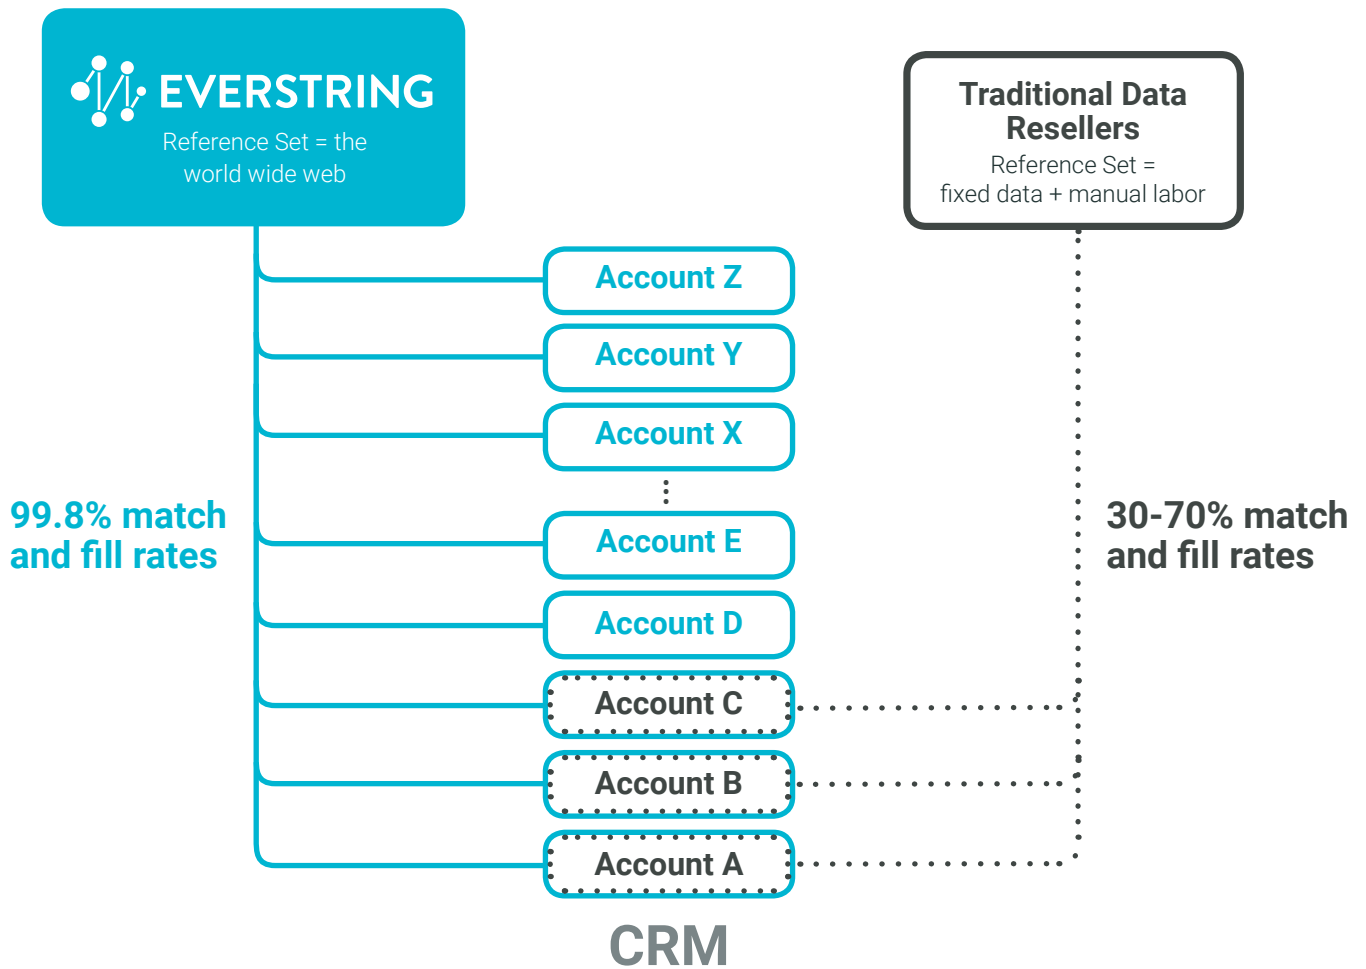 EVERSTRING
Reference Set = the
world wide web
Traditional Data
Resellers
Reference Set =
fixed data + manual labor
Account Z
Account Y
Account X
Account E
Account D
Account C
Account B
Account A
99.8% match
and fill rates
30-70% match
and fill rates
CRM